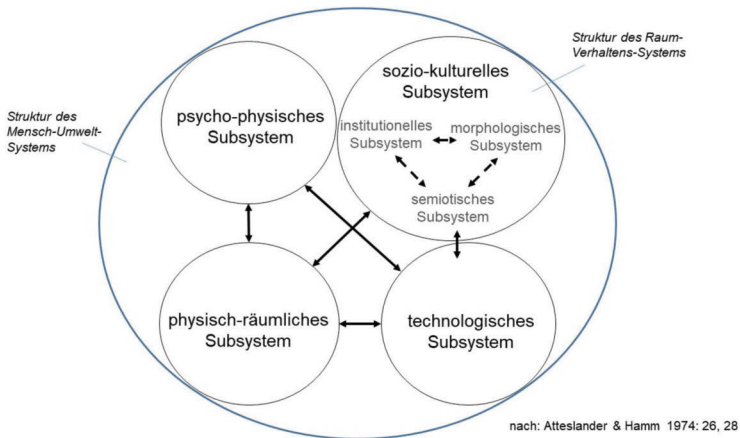 Struktur des Raum-
Verhaltens-Systems
sozio-kulturelles
Subsystem
psycho-physisches
Subsystem
Struktur des
Mensch-Umwelt-
Systems
institutionelles
Subsystem
morphologisches
Subsystem
semiotisches
Subsystem
physisch-räumliches
Subsystem
technologisches
Subsystem
nach: Atteslander & Hamm 1974: 26, 28